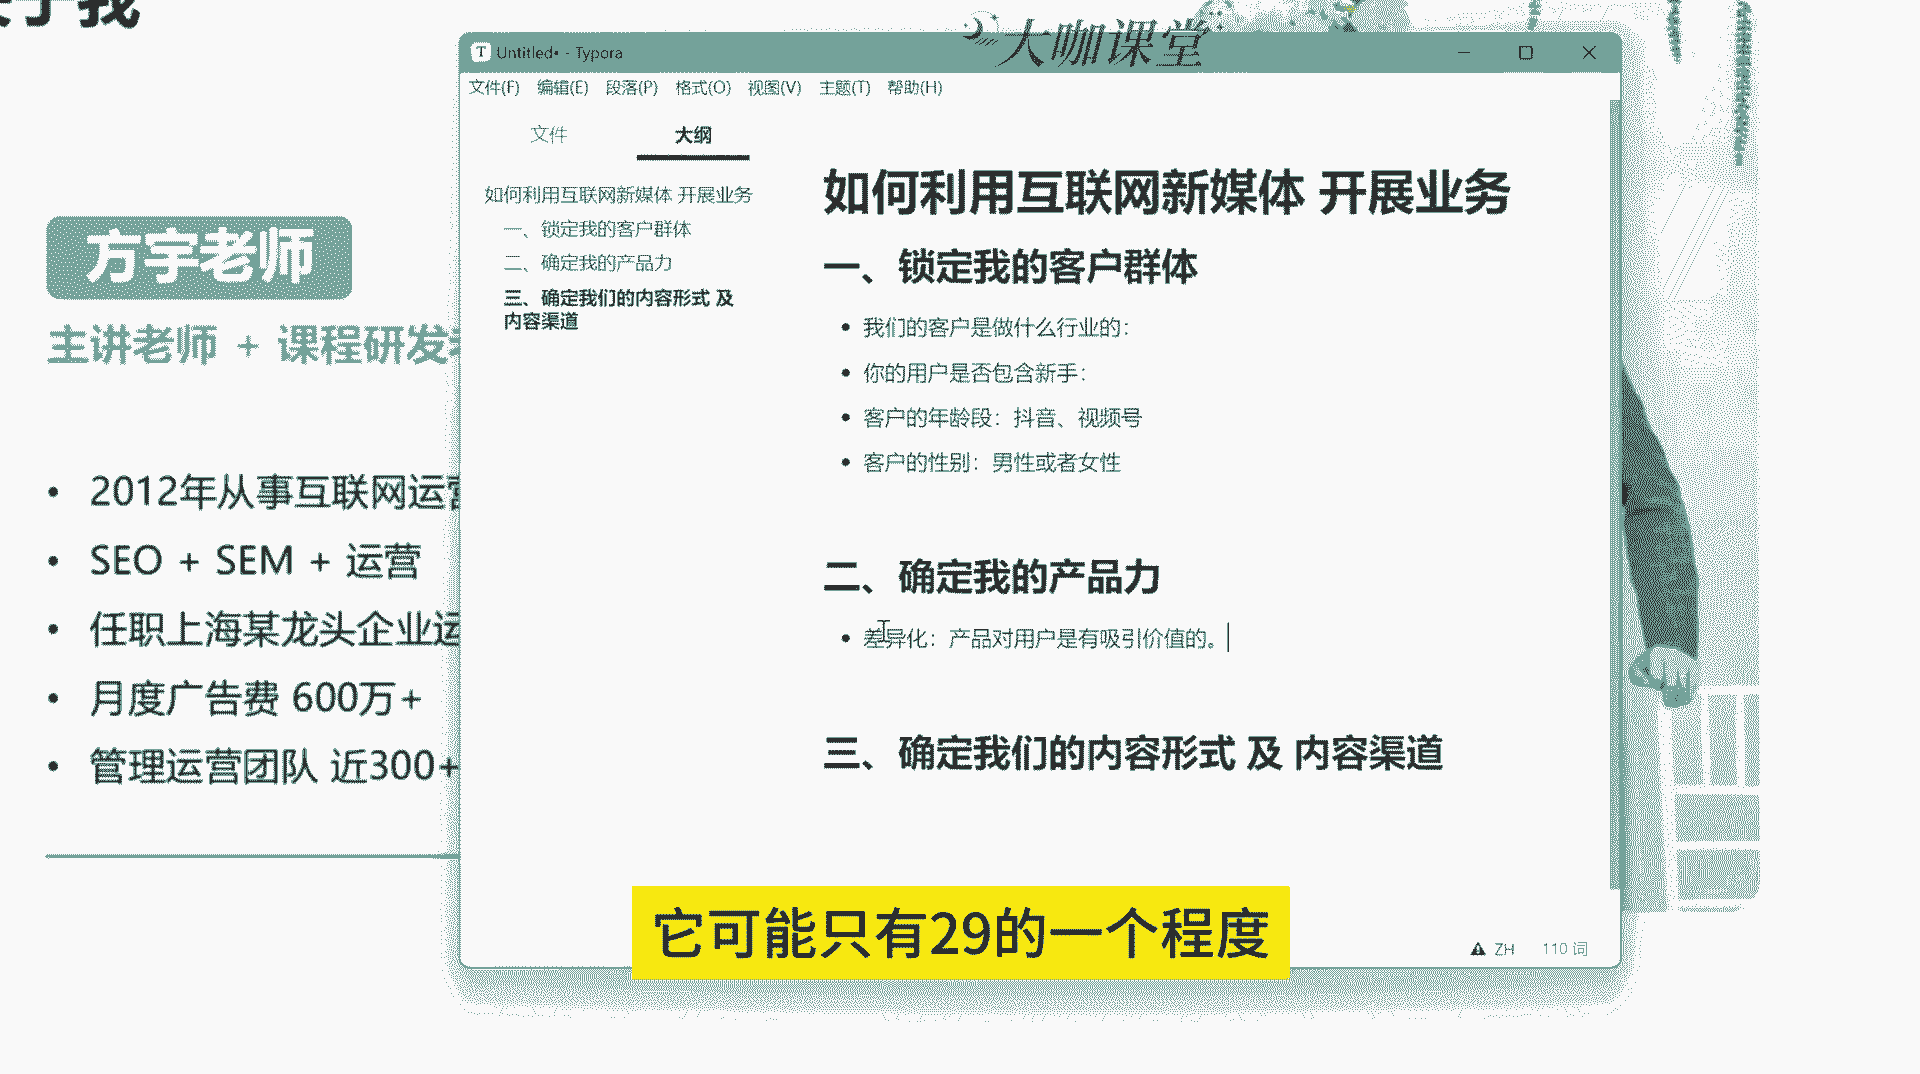 关于我
大咖课堂
方宇老师
主讲老师 + 课程研发
2012年从事互联网运营
SEO + SEM + 运营
任职上海某龙头企业运
月度广告费 600万+
管理运营团队 近300+
Untitled• - Typora
文件(F) 编辑(E) 段落(P) 格式(O) 视图(V) 主题(T) 帮助(H)
文件 大纲
如何利用互联网新媒体 开展业务
一、锁定我的客户群体
二、确定我的产品力
三、确定我们的内容形式 及
内容渠道
如何利用互联网新媒体 开展业务
一、锁定我的客户群体
我们的客户是做什么行业的：
你的用户是否包含新手：
客户的年龄段：抖音、视频号
客户的性别：男性或者女性
二、确定我的产品力
差异化：产品对用户是有吸引价值的。
三、确定我们的内容形式 及 内容渠道
它可能只有29的一个程度
ZH 110 词